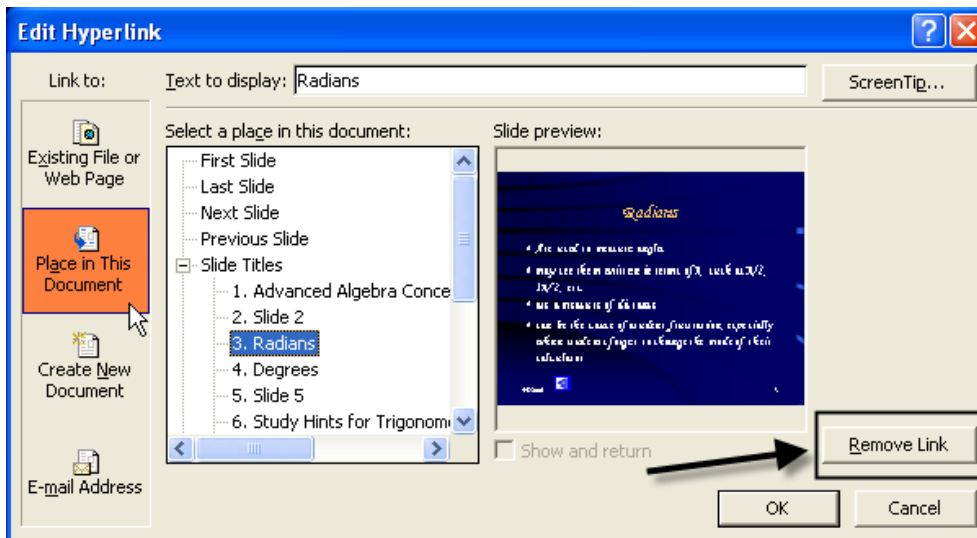 Edit Hyperlink
Link to:
Text to display: Radians
ScreenTip...
Existing File or
Web Page
Place in This
Document
Create New
Document
E-mail Address
Select a place in this document:
First Slide
Last Slide
Next Slide
Previous Slide
Slide Titles
1. Advanced Algebra Conce
2. Slide 2
3. Radians
4. Degrees
5. Slide 5
6. Study Hints for Trigonom
Slide preview:
Radians
Show and return
Remove Link
OK
Cancel